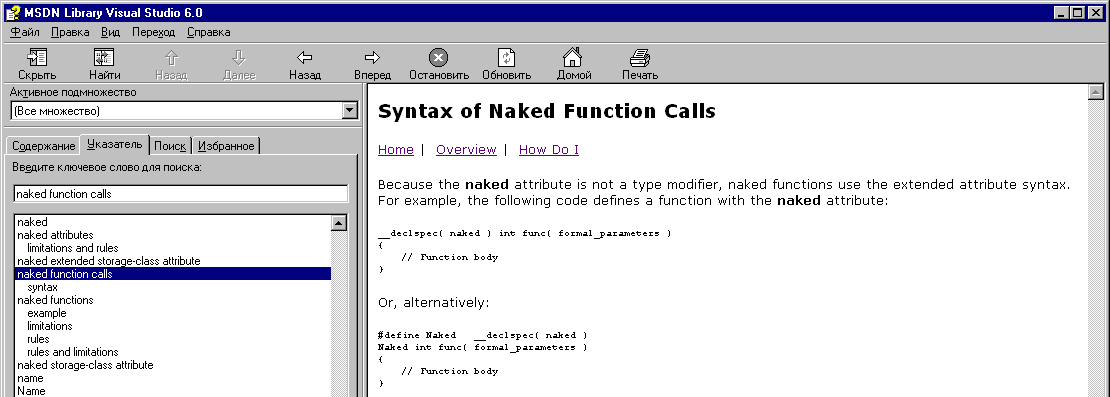 MSDN Library Visual Studio 6.0
Файл Правка Вид Переход Справка
Скрыть Найти Назад Далее Назад Вперед Остановить Обновить Домой Печать
Активное подмножество
(Все множество)
Содержание Указатель Поиск Избранное
Введите ключевое слово для поиска:
naked function calls
naked
naked attributes
limitations and rules
naked extended storage-class attribute
naked function calls
syntax
naked functions
example
limitations
rules
rules and limitations
naked storage-class attribute
name
Name
Syntax of Naked Function Calls
Home | Overview | How Do I
Because the naked attribute is not a type modifier, naked functions use the extended attribute syntax.
For example, the following code defines a function with the naked attribute:
__declspec( naked ) int func( formal_parameters )
{
// Function body
}
Or, alternatively:
#define Naked __declspec( naked )
Naked int func( formal_parameters )
{
// Function body
}